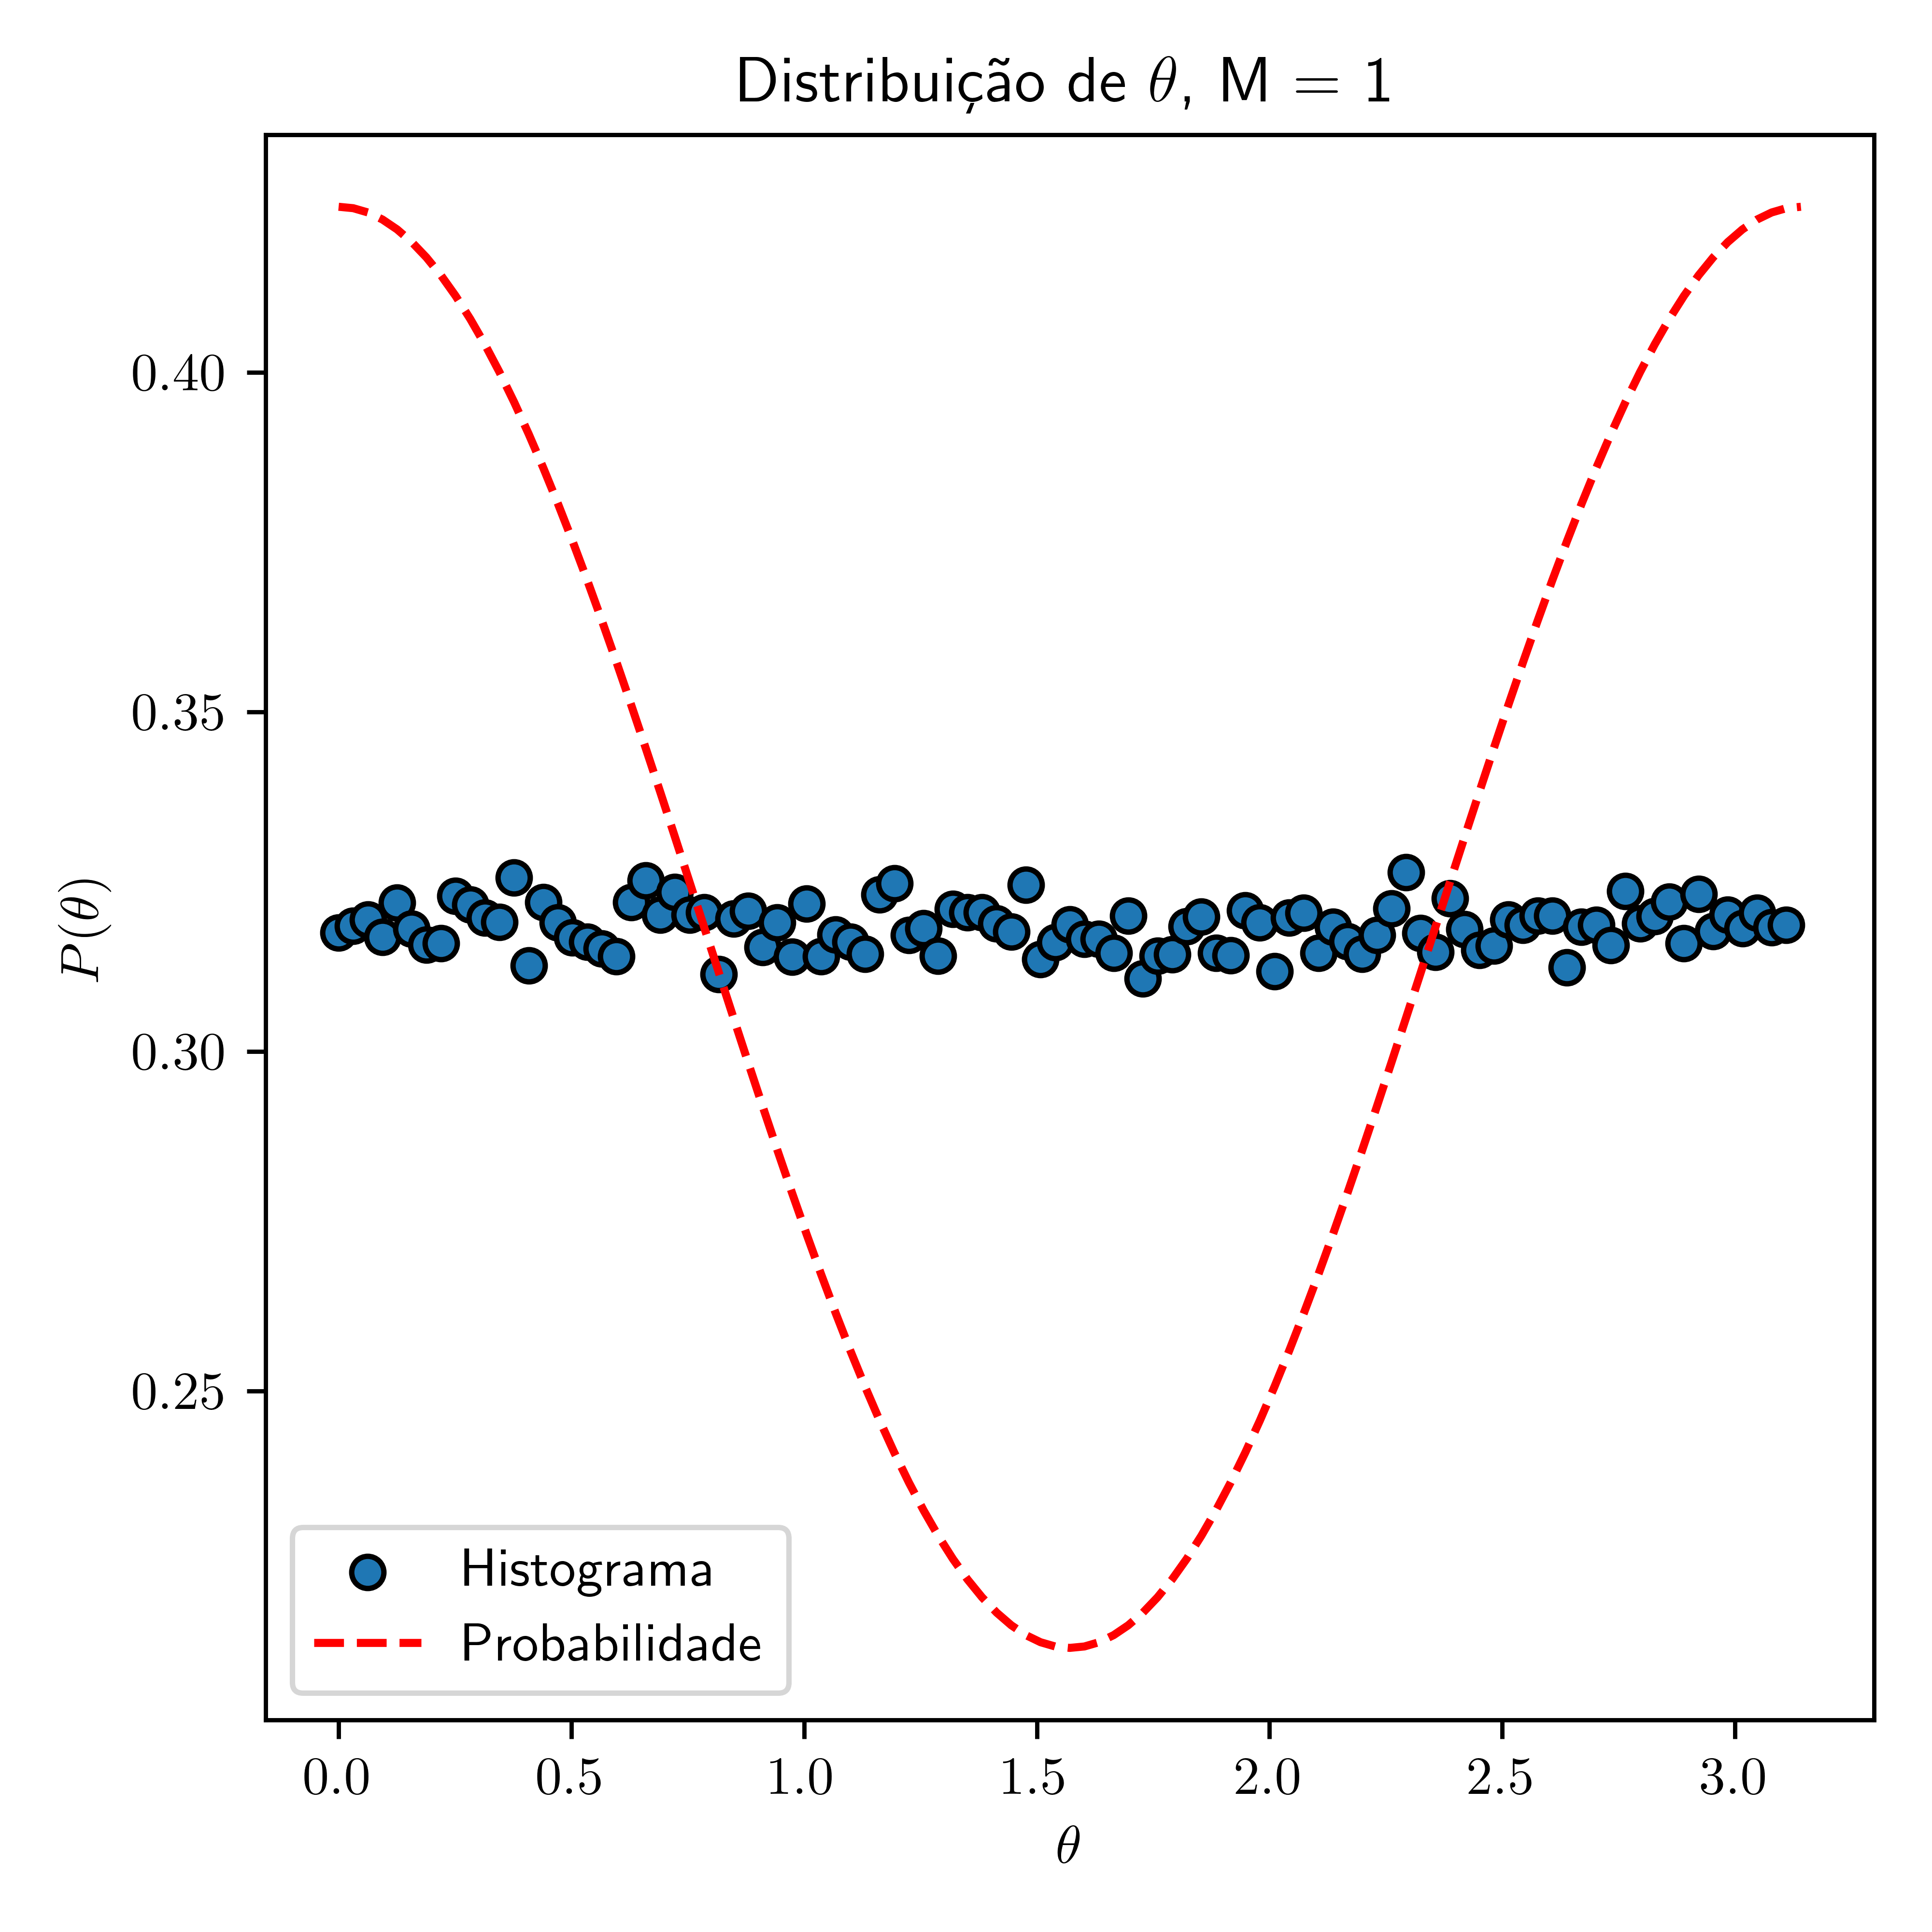 Distribuição de θ, M = 1
P(θ)
0.40
0.35
0.30
0.25
Histograma
Probabilidade
0.0 0.5 1.0 1.5 2.0 2.5 3.0
θ